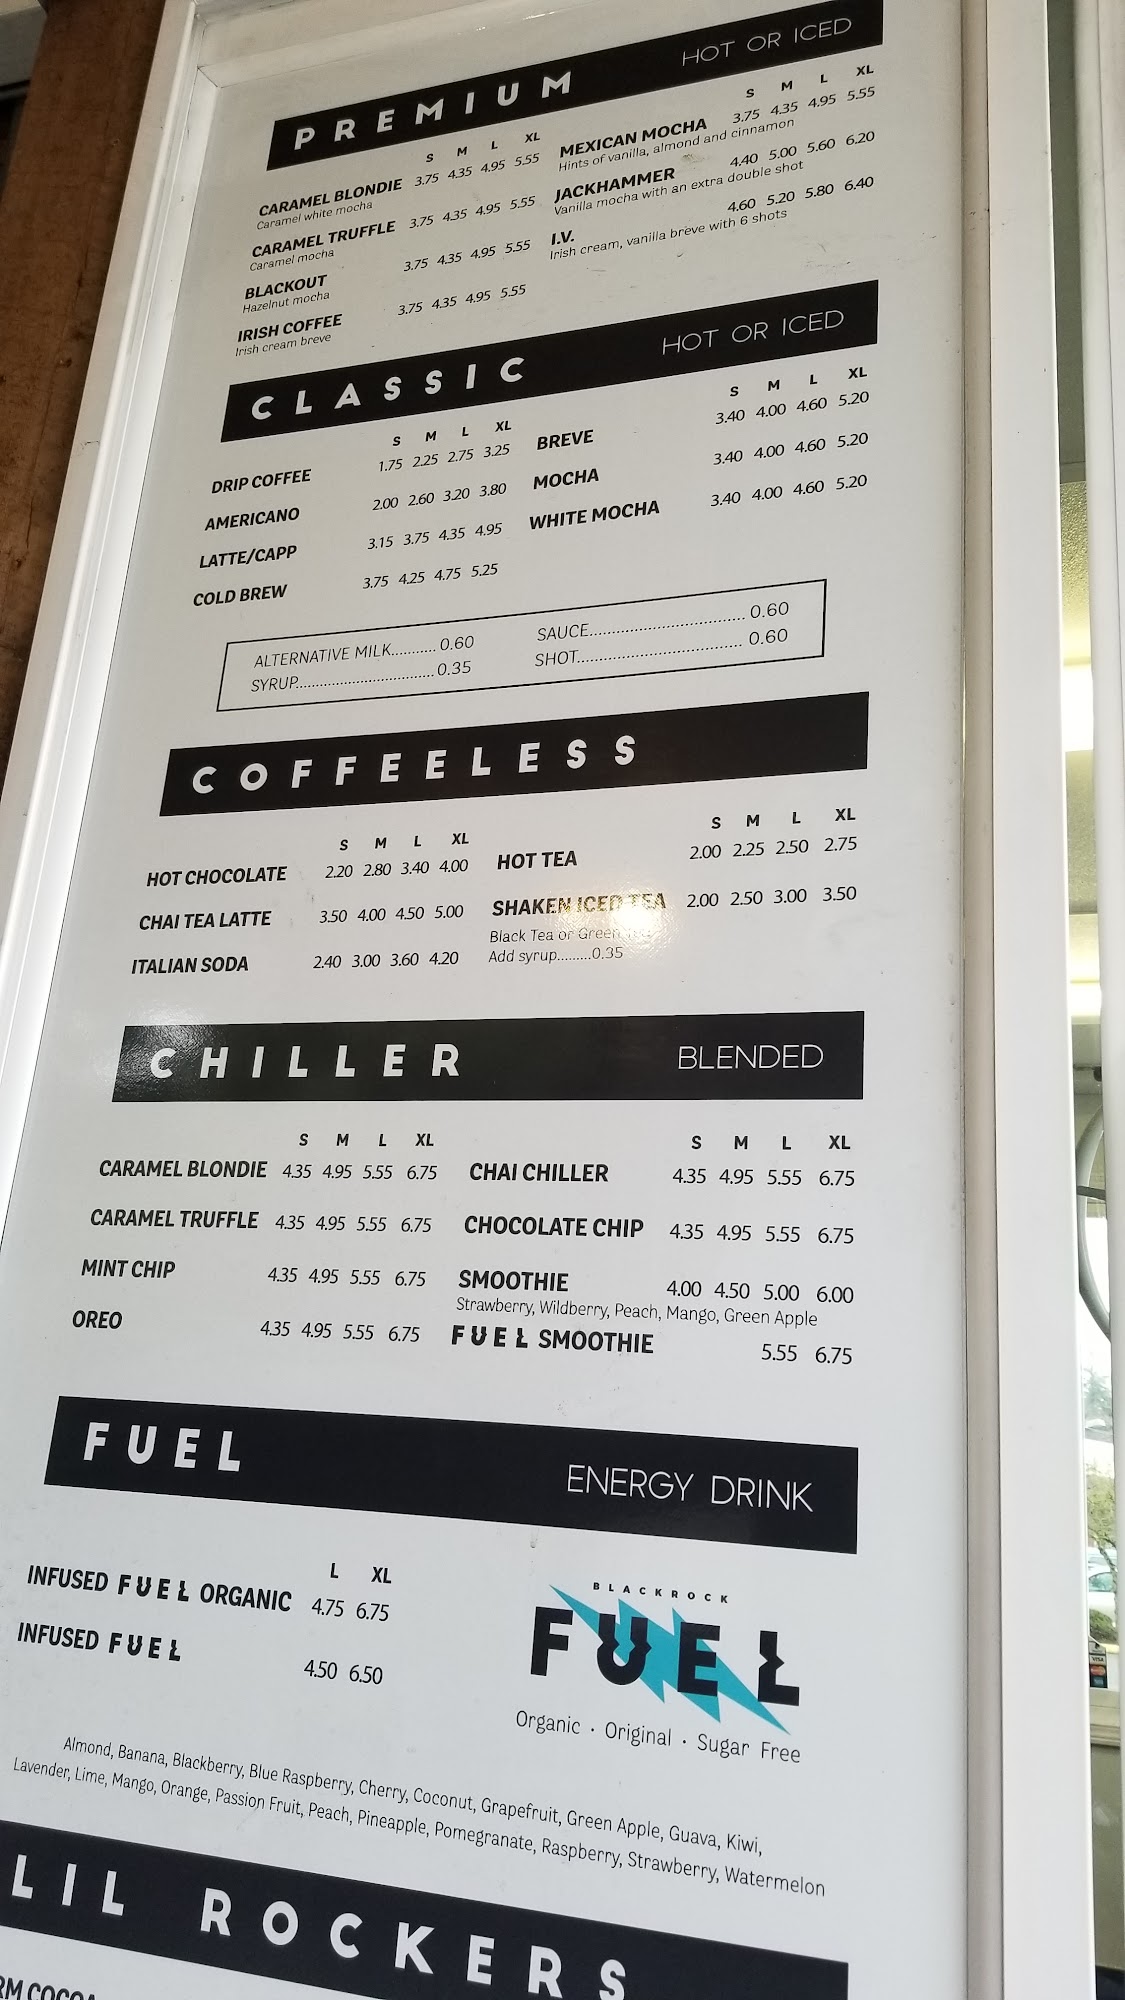 PREMIUM HOT OR ICED
S M L XL
CARAMEL BLONDIE 3.75 4.35 4.95 5.55
Caramel white mocha
CARAMEL TRUFFLE 3.75 4.35 4.95 5.55
Caramel mocha
BLACKOUT 3.75 4.35 4.95 5.55
Hazelnut mocha
IRISH COFFEE 3.75 4.35 4.95 5.55
Irish cream breve
S M L XL
MEXICAN MOCHA 3.75 4.35 4.95 5.55
Hints of vanilla, almond and cinnamon
JACKHAMMER 4.40 5.00 5.60 6.20
Vanilla mocha with an extra double shot
I.V. 4.60 5.20 5.80 6.40
Irish cream, vanilla breve with 6 shots
CLASSIC HOT OR ICED
S M L XL
DRIP COFFEE 1.75 2.25 2.75 3.25
AMERICANO 2.00 2.60 3.20 3.80
LATTE/CAPP 3.15 3.75 4.35 4.95
COLD BREW 3.75 4.25 4.75 5.25
S M L XL
BREVE 3.40 4.00 4.60 5.20
MOCHA 3.40 4.00 4.60 5.20
WHITE MOCHA 3.40 4.00 4.60 5.20
ALTERNATIVE MILK........... 0.60
SYRUP.................................. 0.35
SAUCE...................................... 0.60
SHOT........................................ 0.60
COFFEELESS
S M L XL
HOT CHOCOLATE 2.20 2.80 3.40 4.00
CHAI TEA LATTE 3.50 4.00 4.50 5.00
ITALIAN SODA 2.40 3.00 3.60 4.20
S M L XL
HOT TEA 2.00 2.25 2.50 2.75
SHAKEN ICED TEA 2.00 2.50 3.00 3.50
Black Tea or Green Tea
Add syrup.........0.35
CHILLER BLENDED
S M L XL
CARAMEL BLONDIE 4.35 4.95 5.55 6.75
CARAMEL TRUFFLE 4.35 4.95 5.55 6.75
MINT CHIP 4.35 4.95 5.55 6.75
OREO 4.35 4.95 5.55 6.75
S M L XL
CHAI CHILLER 4.35 4.95 5.55 6.75
CHOCOLATE CHIP 4.35 4.95 5.55 6.75
SMOOTHIE 4.00 4.50 5.00 6.00
Strawberry, Wildberry, Peach, Mango, Green Apple
FUEL SMOOTHIE 5.55 6.75
FUEL ENERGY DRINK
L XL
INFUSED FUEL ORGANIC 4.75 6.75
INFUSED FUEL 4.50 6.50
BLACKROCK
FUEL
Organic · Original · Sugar Free
Almond, Banana, Blackberry, Blue Raspberry, Cherry, Coconut, Grapefruit, Green Apple, Guava, Kiwi,
Lavender, Lime, Mango, Orange, Passion Fruit, Peach, Pineapple, Pomegranate, Raspberry, Strawberry, Watermelon
LIL ROCKERS
VISA